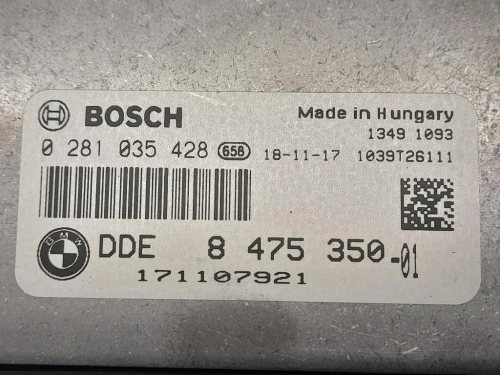 BOSCH
Made in Hungary
1349 1093
0 281 035 428 658 18-11-17 1039T26111
BMW DDE 8 475 350-01
171107921